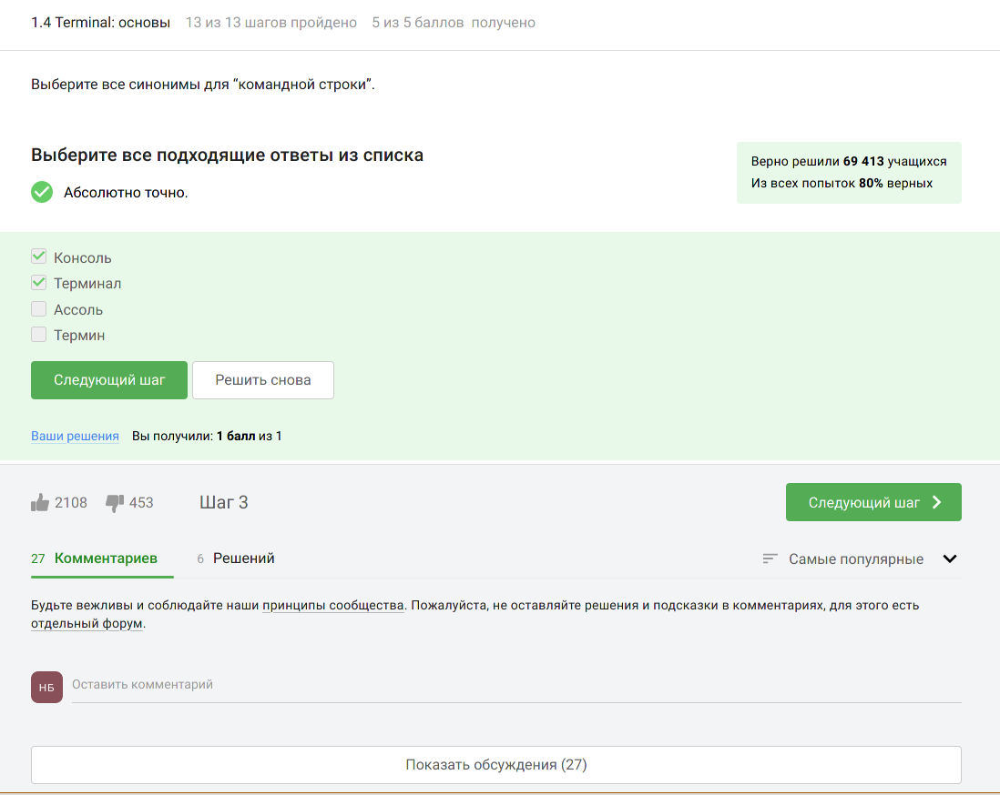 1.4 Terminal: основы 13 из 13 шагов пройдено 5 из 5 баллов получено
Выберите все синонимы для “командной строки”.
Выберите все подходящие ответы из списка
Верно решили 69 413 учащихся
Из всех попыток 80% верных
Абсолютно точно.
Консоль
Терминал
Ассоль
Термин
Следующий шаг Решить снова
Ваши решения Вы получили: 1 балл из 1
2108 453 Шаг 3 Следующий шаг
27 Комментариев 6 Решений Самые популярные
Будьте вежливы и соблюдайте наши принципы сообщества. Пожалуйста, не оставляйте решения и подсказки в комментариях, для этого есть
отдельный форум.
НБ Оставить комментарий
Показать обсуждения (27)